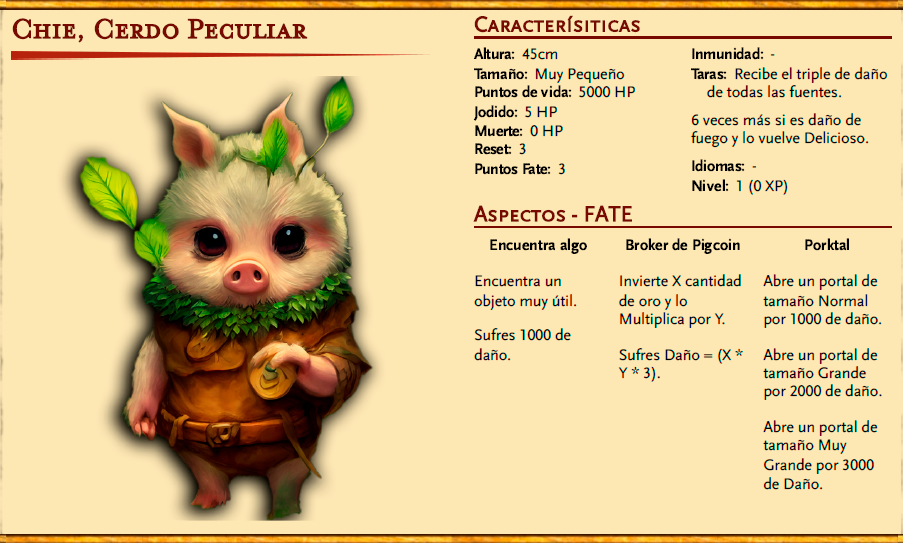 Chie, Cerdo Peculiar
Caracterísiticas
Altura: 45cm
Tamaño: Muy Pequeño
Puntos de vida: 5000 HP
Jodido: 5 HP
Muerte: 0 HP
Reset: 3
Puntos Fate: 3
Inmunidad: -
Taras: Recibe el triple de daño
de todas las fuentes.
6 veces más si es daño de
fuego y lo vuelve Delicioso.
Idiomas: -
Nivel: 1 (0 XP)
Aspectos - FATE
Encuentra algo
Encuentra un
objeto muy útil.
Sufres 1000 de
daño.
Broker de Pigcoin
Invierte X cantidad
de oro y lo
Multiplica por Y.
Sufres Daño = (X *
Y * 3).
Porktal
Abre un portal de
tamaño Normal
por 1000 de daño.
Abre un portal de
tamaño Grande
por 2000 de daño.
Abre un portal de
tamaño Muy
Grande por 3000
de Daño.